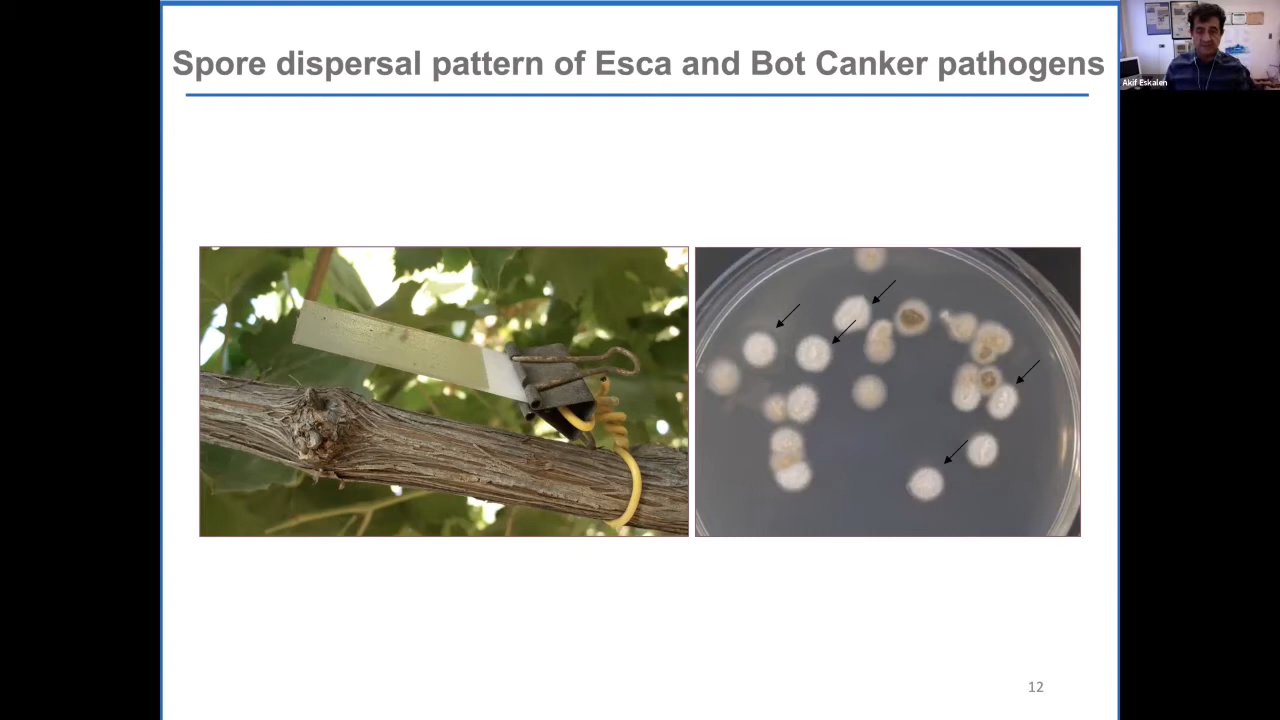 Spore dispersal pattern of Esca and Bot Canker pathogens
Akif Eskalen
12